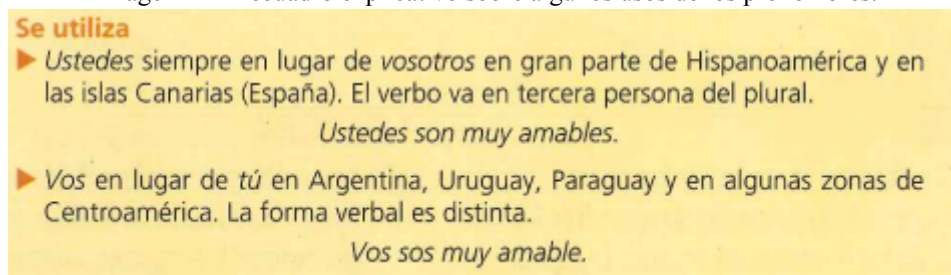 Se utiliza
▶ Ustedes siempre en lugar de vosotros en gran parte de Hispanoamérica y en
las islas Canarias (España). El verbo va en tercera persona del plural.
Ustedes son muy amables.
▶ Vos en lugar de tú en Argentina, Uruguay, Paraguay y en algunas zonas de
Centroamérica. La forma verbal es distinta.
Vos sos muy amable.